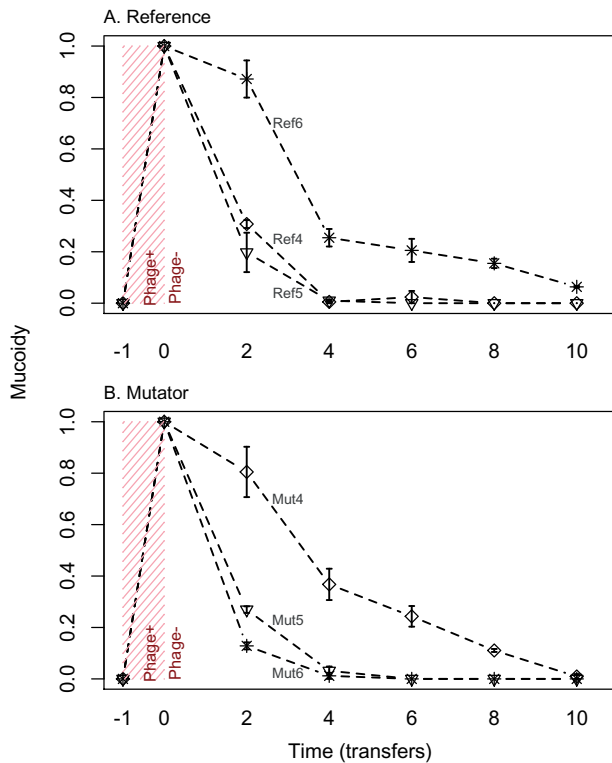 A. Reference
Mucoidy
1.0
0.8
0.6
0.4
0.2
0.0
Ref6
Ref4
Ref5
Phage+
Phage-
-1 0 2 4 6 8 10
B. Mutator
1.0
0.8
0.6
0.4
0.2
0.0
Mut4
Mut5
Mut6
Phage+
Phage-
-1 0 2 4 6 8 10
Time (transfers)